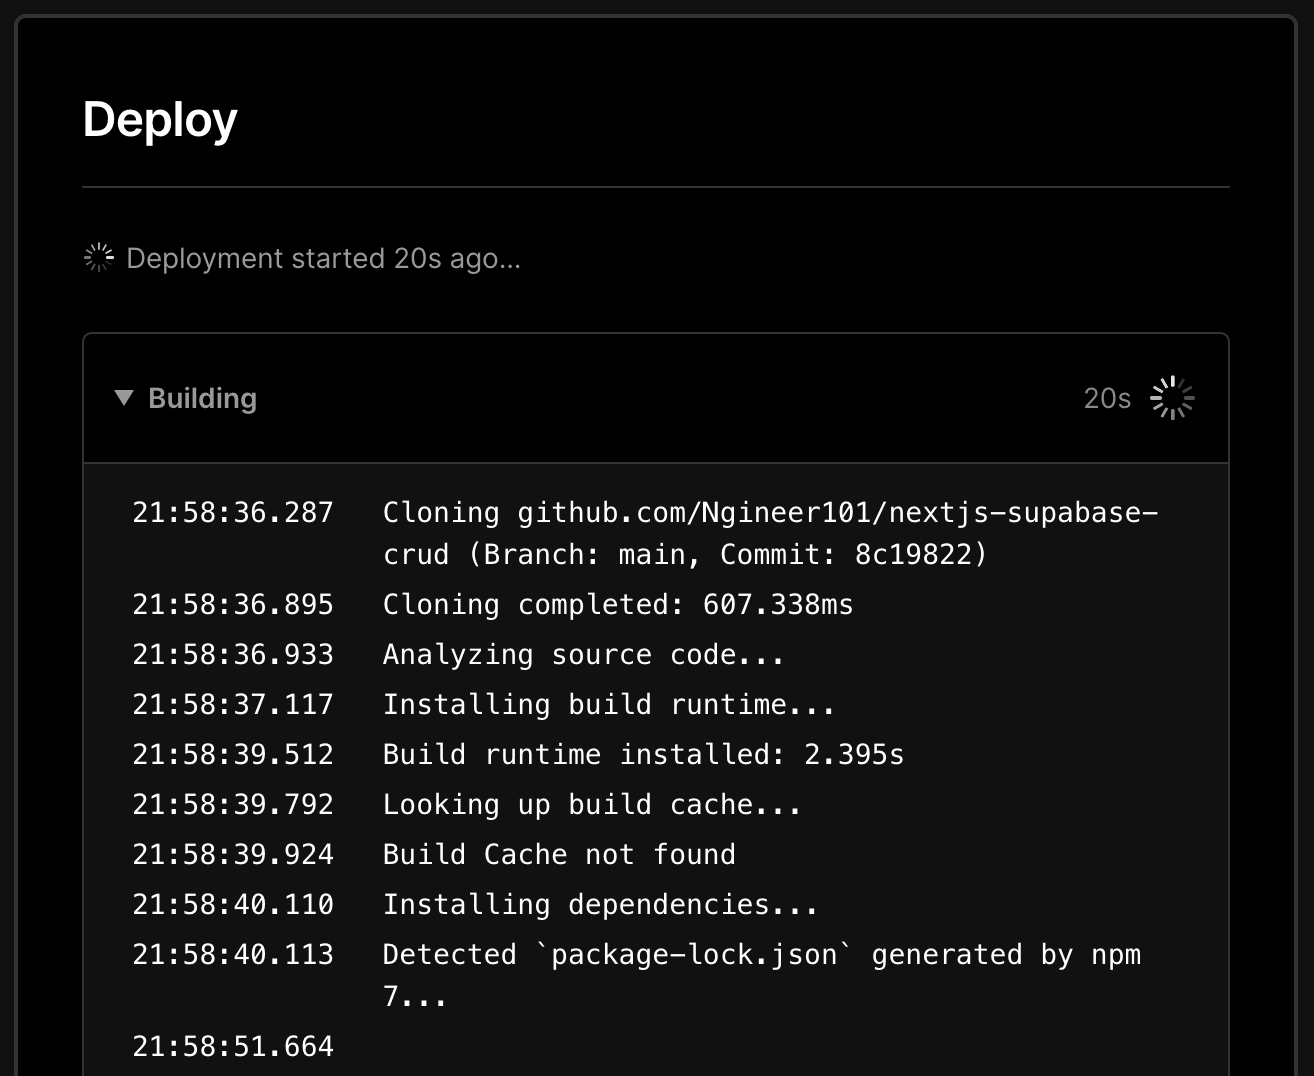 Deploy
Deployment started 20s ago...
Building 20s
21:58:36.287 Cloning github.com/Ngineer101/nextjs-supabase-
crud (Branch: main, Commit: 8c19822)
21:58:36.895 Cloning completed: 607.338ms
21:58:36.933 Analyzing source code...
21:58:37.117 Installing build runtime...
21:58:39.512 Build runtime installed: 2.395s
21:58:39.792 Looking up build cache...
21:58:39.924 Build Cache not found
21:58:40.110 Installing dependencies...
21:58:40.113 Detected `package-lock.json` generated by npm
7...
21:58:51.664